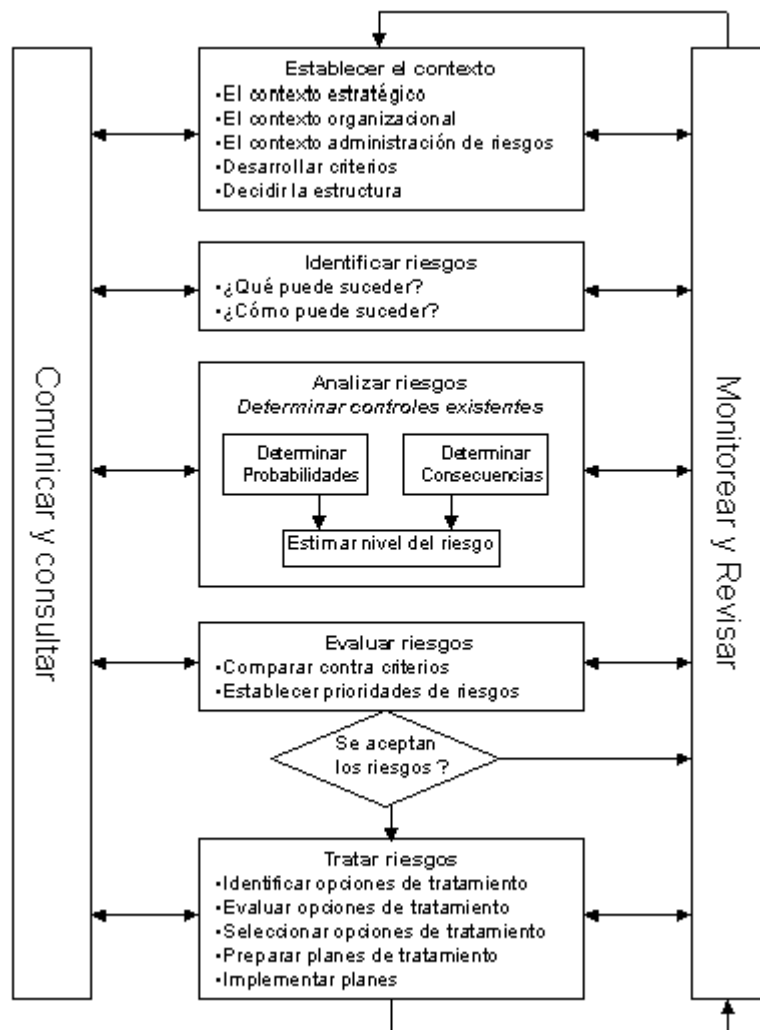 Establecer el contexto
•El contexto estratégico
•El contexto organizacional
•El contexto administración de riesgos
•Desarrollar criterios
•Decidir la estructura
Identificar riesgos
•¿Qué puede suceder?
•¿Cómo puede suceder?
Analizar riesgos
Determinar controles existentes
Determinar
Probabilidades
Determinar
Consecuencias
Estimar nivel del riesgo
Evaluar riesgos
•Comparar contra criterios
•Establecer prioridades de riesgos
Se aceptan
los riesgos ?
Tratar riesgos
•Identificar opciones de tratamiento
•Evaluar opciones de tratamiento
•Seleccionar opciones de tratamiento
•Preparar planes de tratamiento
•Implementar planes
Comunicar y consultar
Monitorear y Revisar